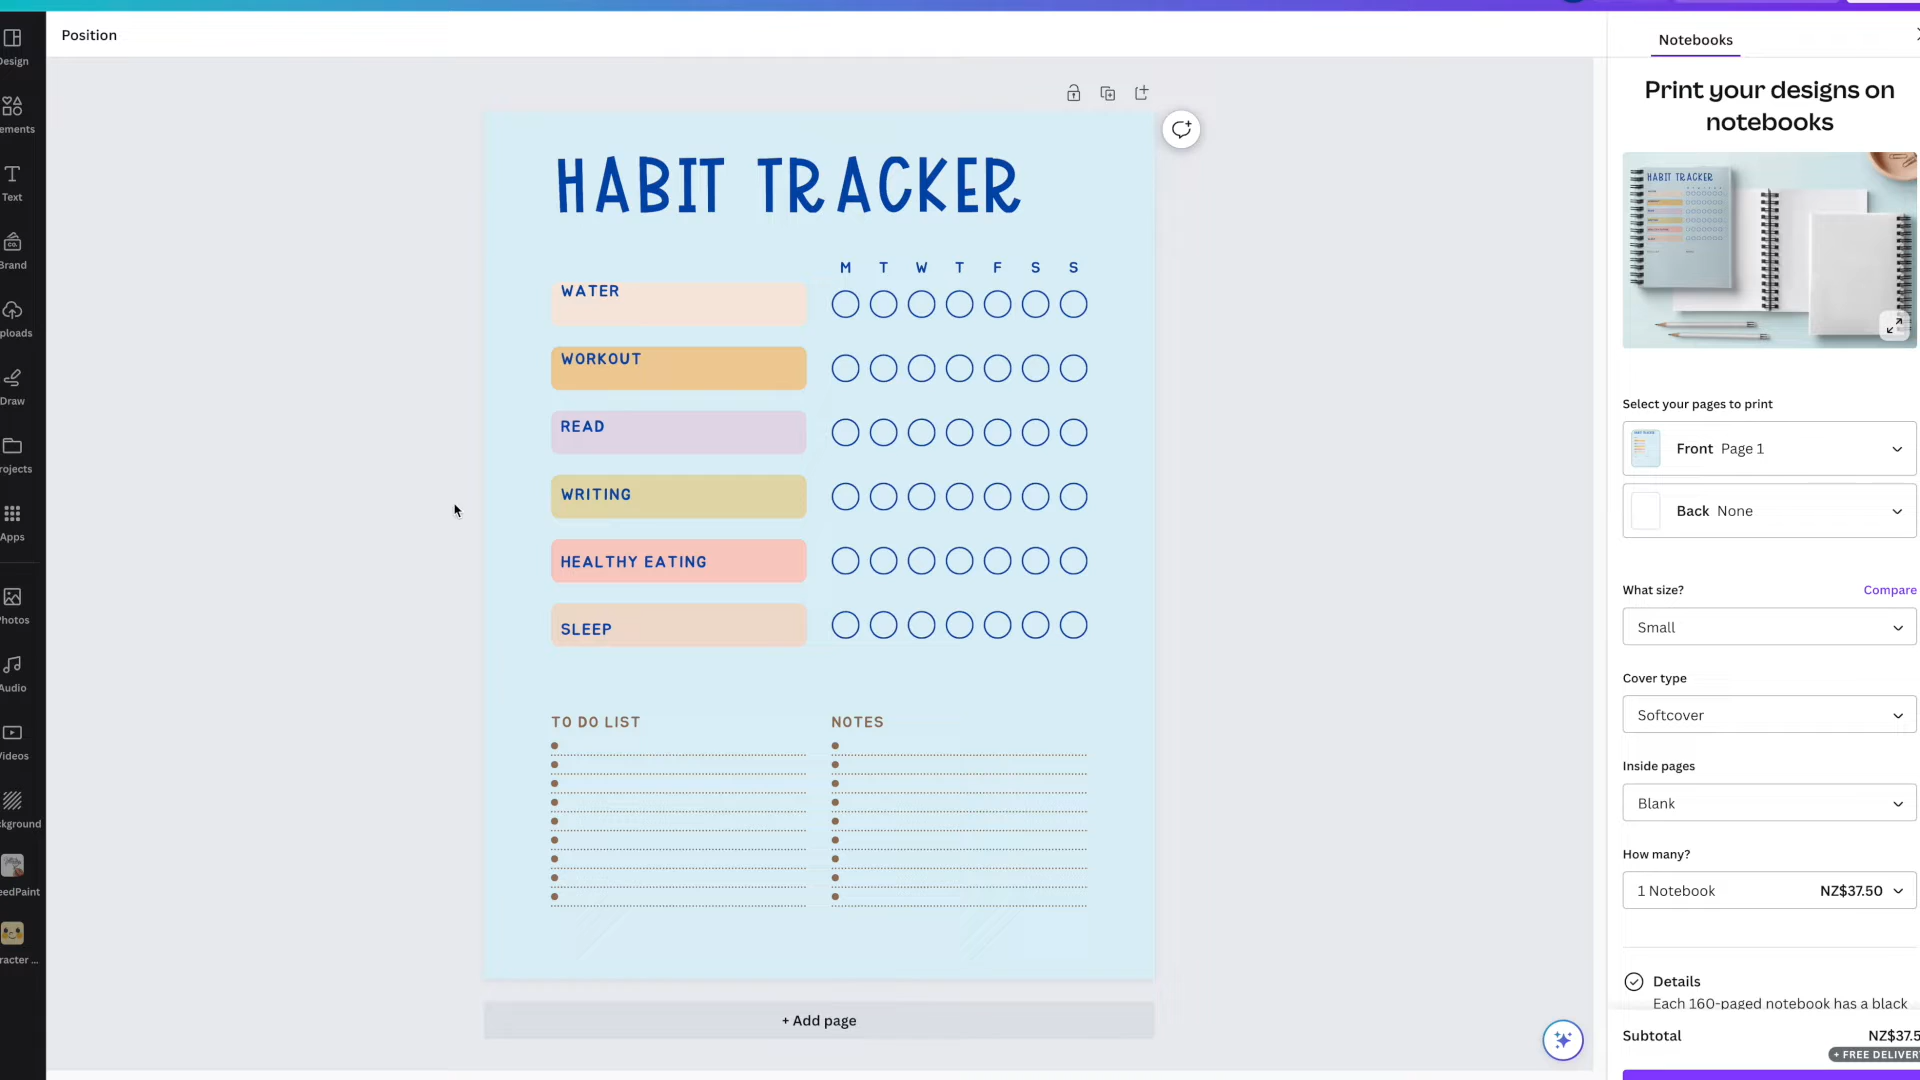 Position
Notebooks
Design
ements
Text
Brand
ploads
Draw
rojects
Apps
hotos
Audio
Videos
kground
eedPaint
racter ...
HABIT TRACKER
M T W T F S S
WATER
WORKOUT
READ
WRITING
HEALTHY EATING
SLEEP
TO DO LIST
NOTES
+ Add page
Print your designs on
notebooks
HABIT TRACKER
Select your pages to print
Front Page 1
Back None
What size? Compare
Small
Cover type
Softcover
Inside pages
Blank
How many?
1 Notebook NZ$37.50
Details
Each 160-paged notebook has a black
Subtotal NZ$37.5
+ FREE DELIVER